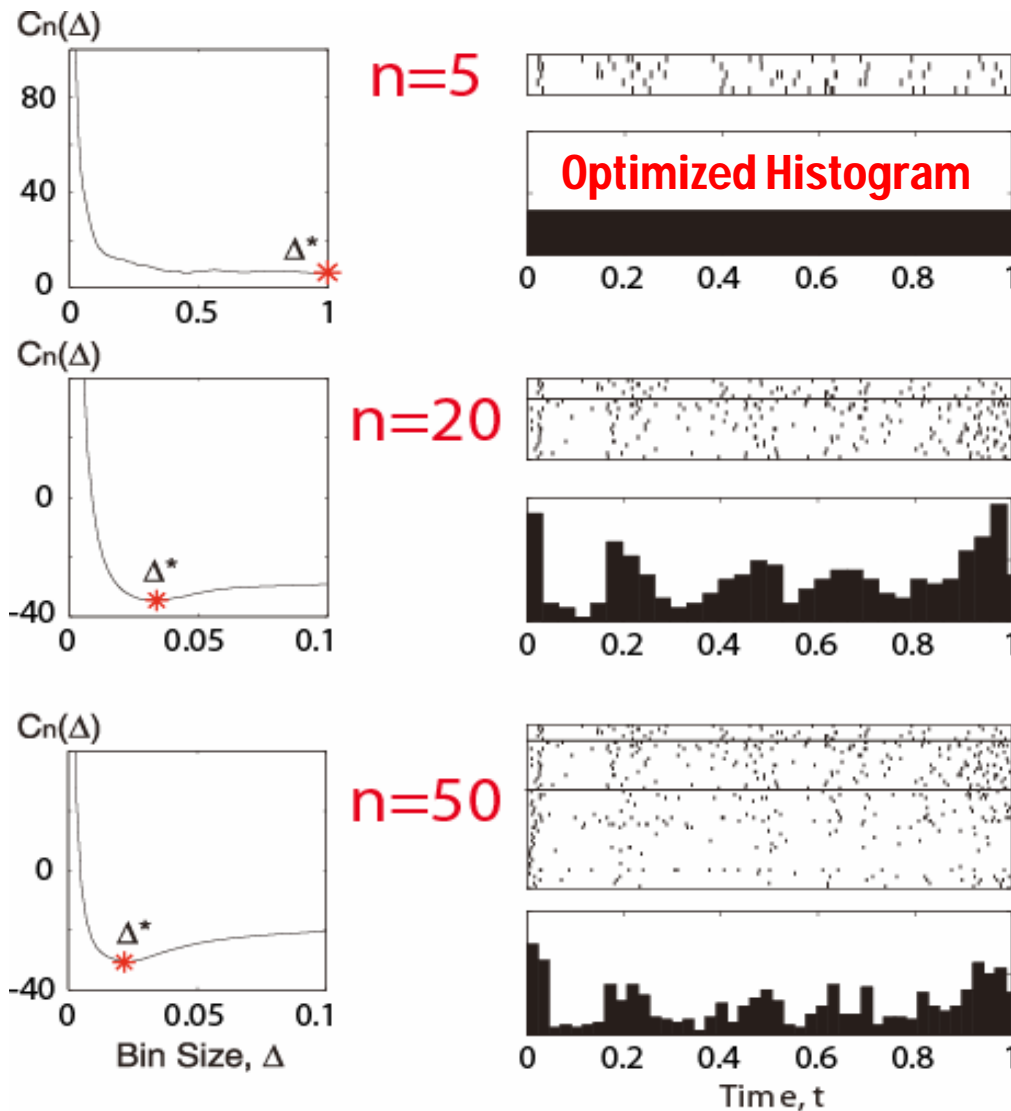 Cn(Δ)
80
40
0
0 0.5 1
Δ*
n=5
Optimized Histogram
0 0.2 0.4 0.6 0.8 1
Cn(Δ)
0
-40
0 0.05 0.1
Δ*
n=20
0 0.2 0.4 0.6 0.8 1
Cn(Δ)
0
-40
0 0.05 0.1
Δ*
Bin Size, Δ
n=50
0 0.2 0.4 0.6 0.8 1
Time, t